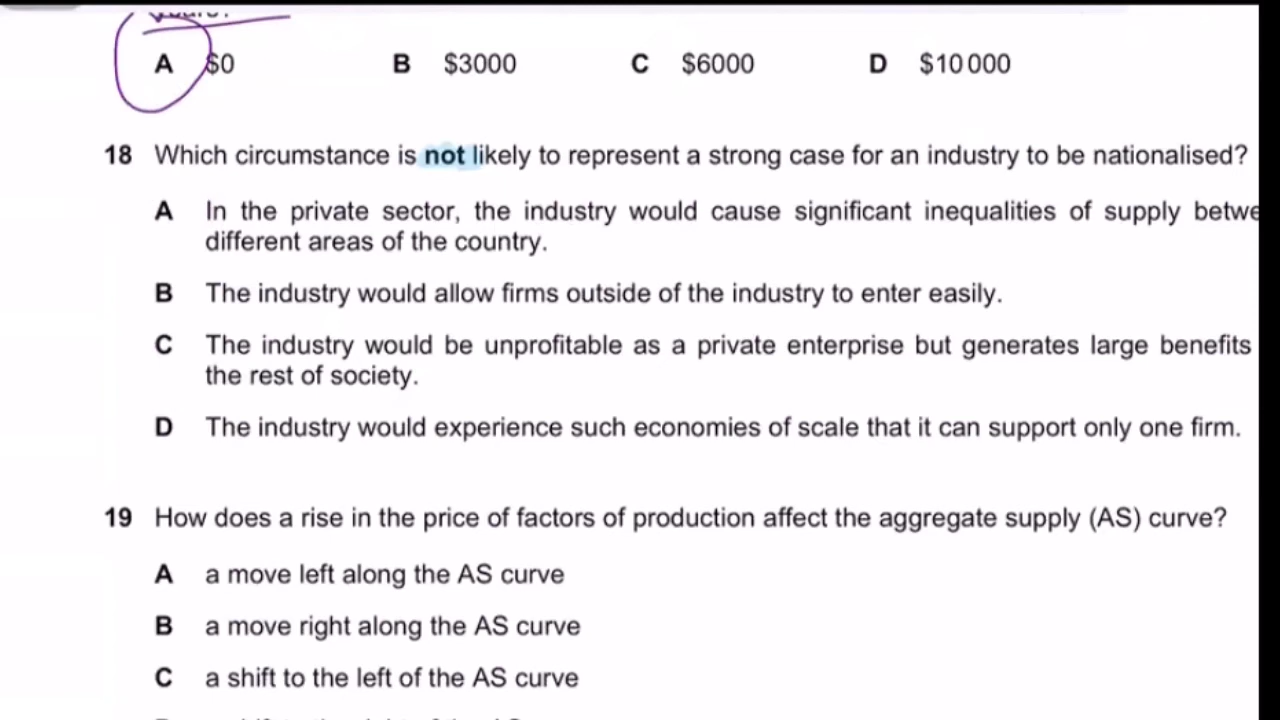 A $0 B $3000 C $6000 D $10 000
18 Which circumstance is not likely to represent a strong case for an industry to be nationalised?
A In the private sector, the industry would cause significant inequalities of supply betwe
different areas of the country.
B The industry would allow firms outside of the industry to enter easily.
C The industry would be unprofitable as a private enterprise but generates large benefits
the rest of society.
D The industry would experience such economies of scale that it can support only one firm.
19 How does a rise in the price of factors of production affect the aggregate supply (AS) curve?
A a move left along the AS curve
B a move right along the AS curve
C a shift to the left of the AS curve